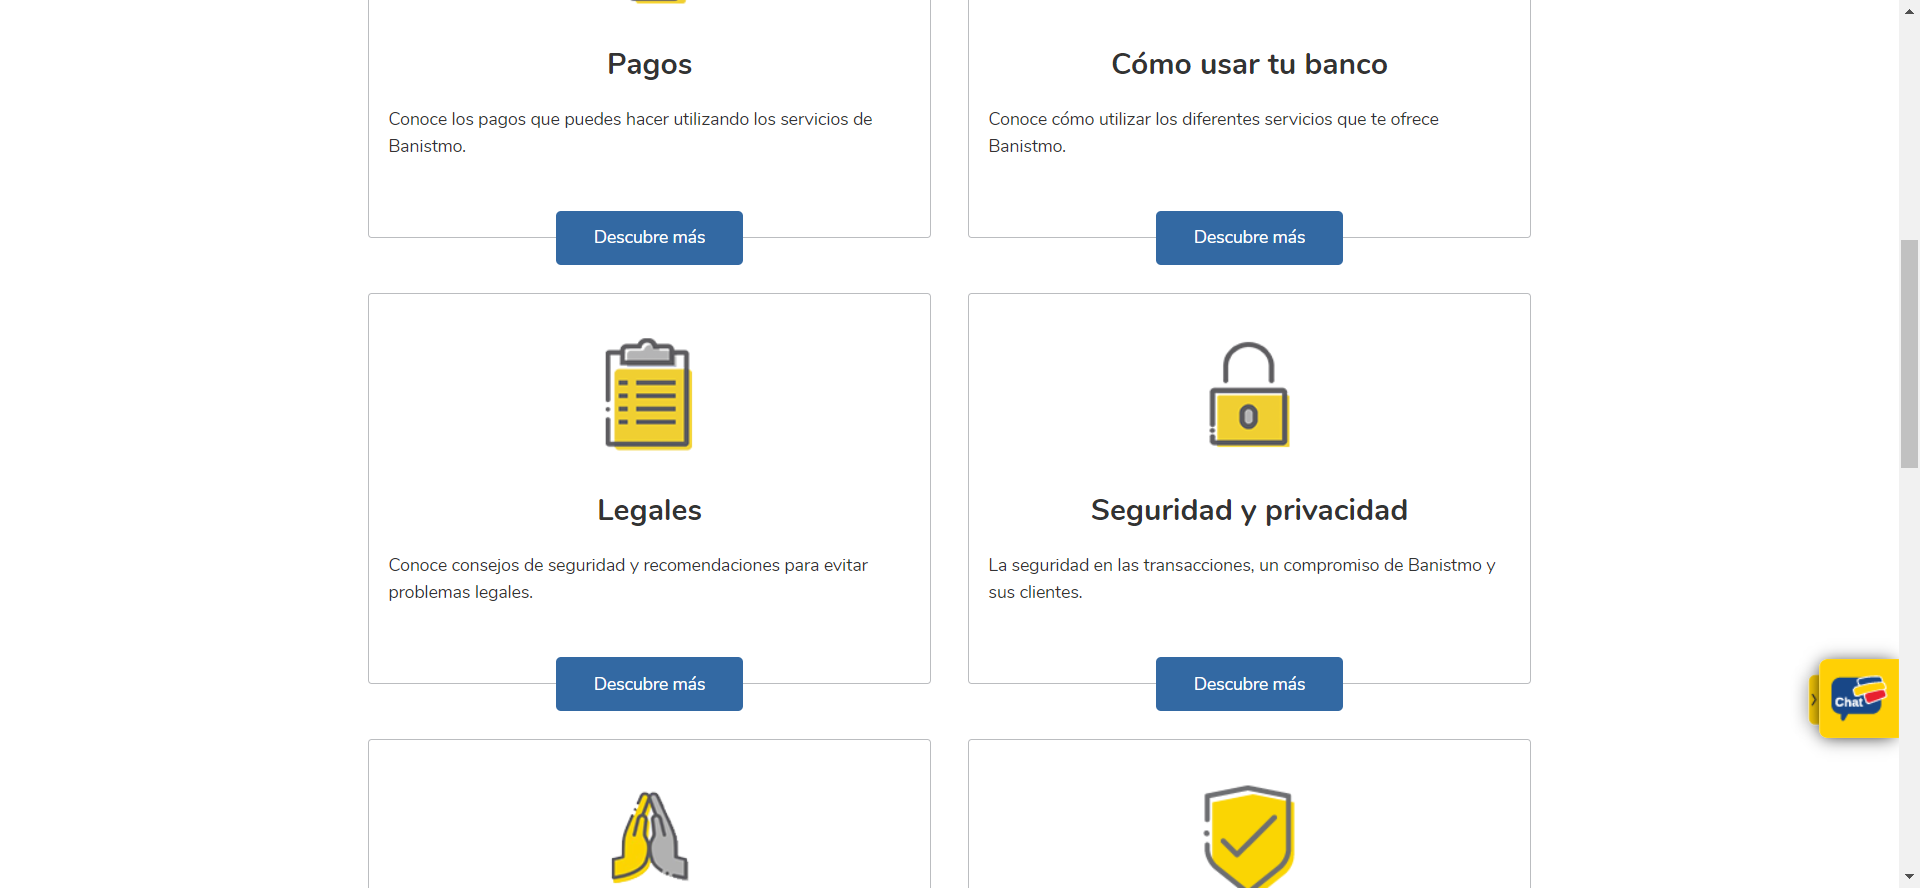 Pagos
Conoce los pagos que puedes hacer utilizando los servicios de
Banistmo.
Descubre más
Cómo usar tu banco
Conoce cómo utilizar los diferentes servicios que te ofrece
Banistmo.
Descubre más
Legales
Conoce consejos de seguridad y recomendaciones para evitar
problemas legales.
Descubre más
Seguridad y privacidad
La seguridad en las transacciones, un compromiso de Banistmo y
sus clientes.
Descubre más
Chat